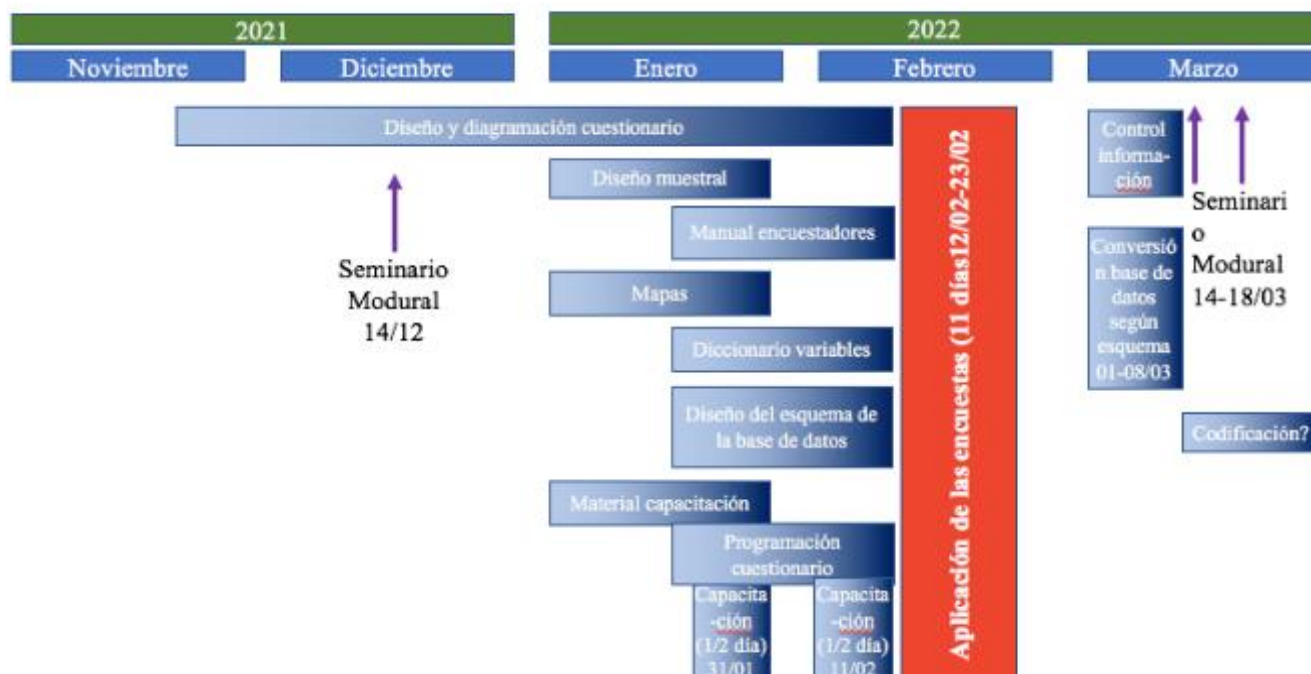 2021
2022
Noviembre
Diciembre
Enero
Febrero
Marzo
Diseño y diagramación cuestionario
Diseño muestral
Manual encuestadores
Mapas
Diccionario variables
Diseño del esquema de
la base de datos
Material capacitación
Programación
cuestionario
Capacita
-ción
(1/2 día)
31/01
Capacita
-ción
(1/2 día)
11/02
Seminario
Modural
14/12
Aplicación de las encuestas (11 días12/02-23/02
Control
informa-
ción
Conversió
n base de
datos
según
esquema
01-08/03
Seminari
o
Modural
14-18/03
Codificación?